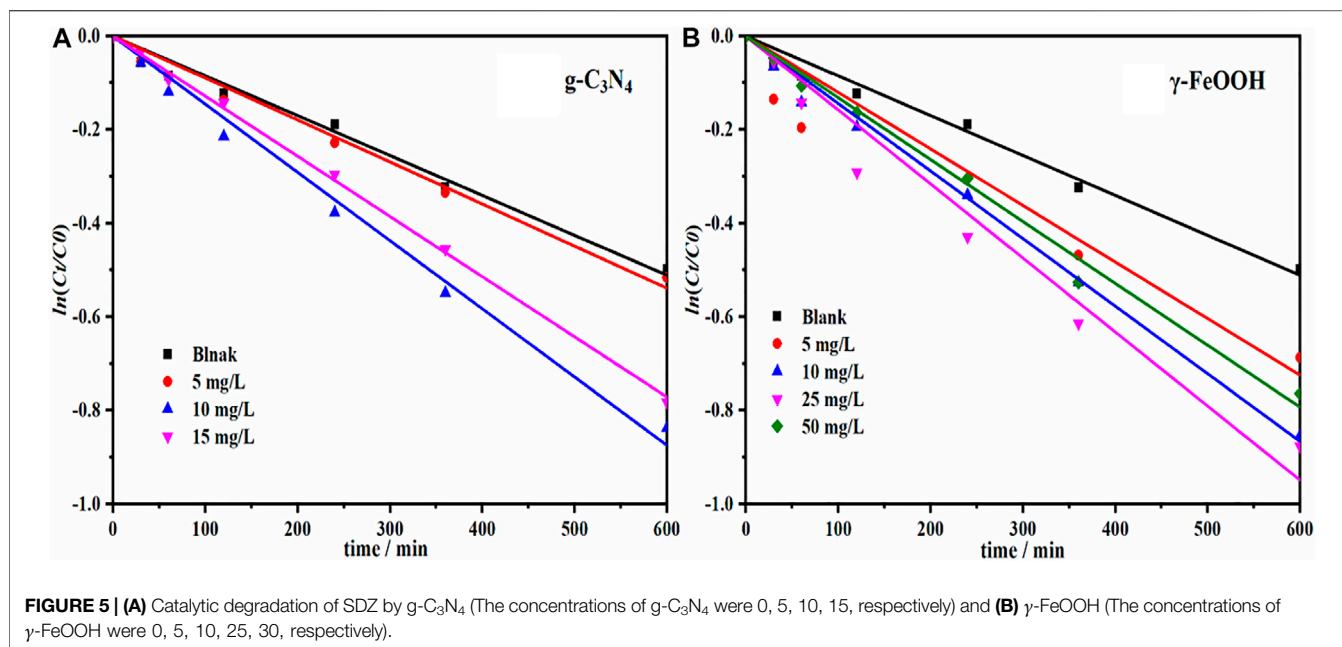 A
g-C₃N₄
0.0
-0.2
-0.4
-0.6
-0.8
-1.0
ln(Ct/C0)
Blnak
5 mg/L
10 mg/L
15 mg/L
0
100
200
300
400
500
600
time / min
B
γ-FeOOH
0.0
-0.2
-0.4
-0.6
-0.8
-1.0
ln(Ct/C0)
Blank
5 mg/L
10 mg/L
25 mg/L
50 mg/L
0
100
200
300
400
500
600
time / min
FIGURE 5 | (A) Catalytic degradation of SDZ by g-C₃N₄ (The concentrations of g-C₃N₄ were 0, 5, 10, 15, respectively) and (B) γ-FeOOH (The concentrations of
γ-FeOOH were 0, 5, 10, 25, 30, respectively).